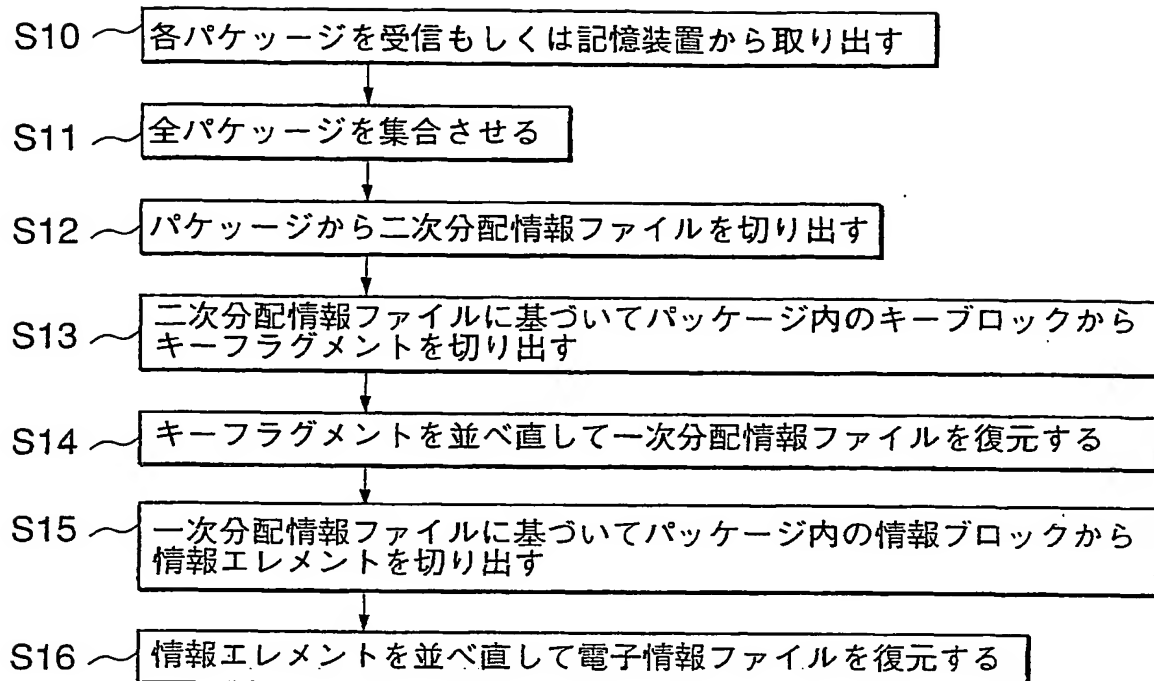 S10 各パケッージを受信もしくは記憶装置から取り出す
S11 全パケッージを集合させる
S12 パケッージから二次分配情報ファイルを切り出す
S13 二次分配情報ファイルに基づいてパッケージ内のキーブロックから
キーフラグメントを切り出す
S14 キーフラグメントを並べ直して一次分配情報ファイルを復元する
S15 一次分配情報ファイルに基づいてパッケージ内の情報ブロックから
情報エレメントを切り出す
S16 情報エレメントを並べ直して電子情報ファイルを復元する